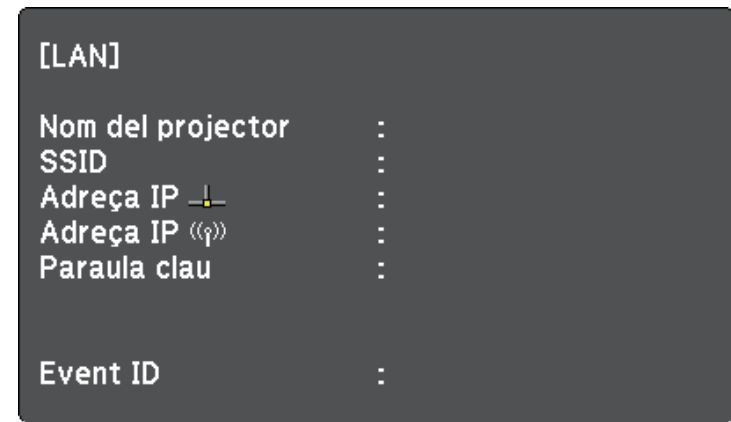 [LAN]
Nom del projector :
SSID :
Adreça IP :
Adreça IP :
Paraula clau :
Event ID :